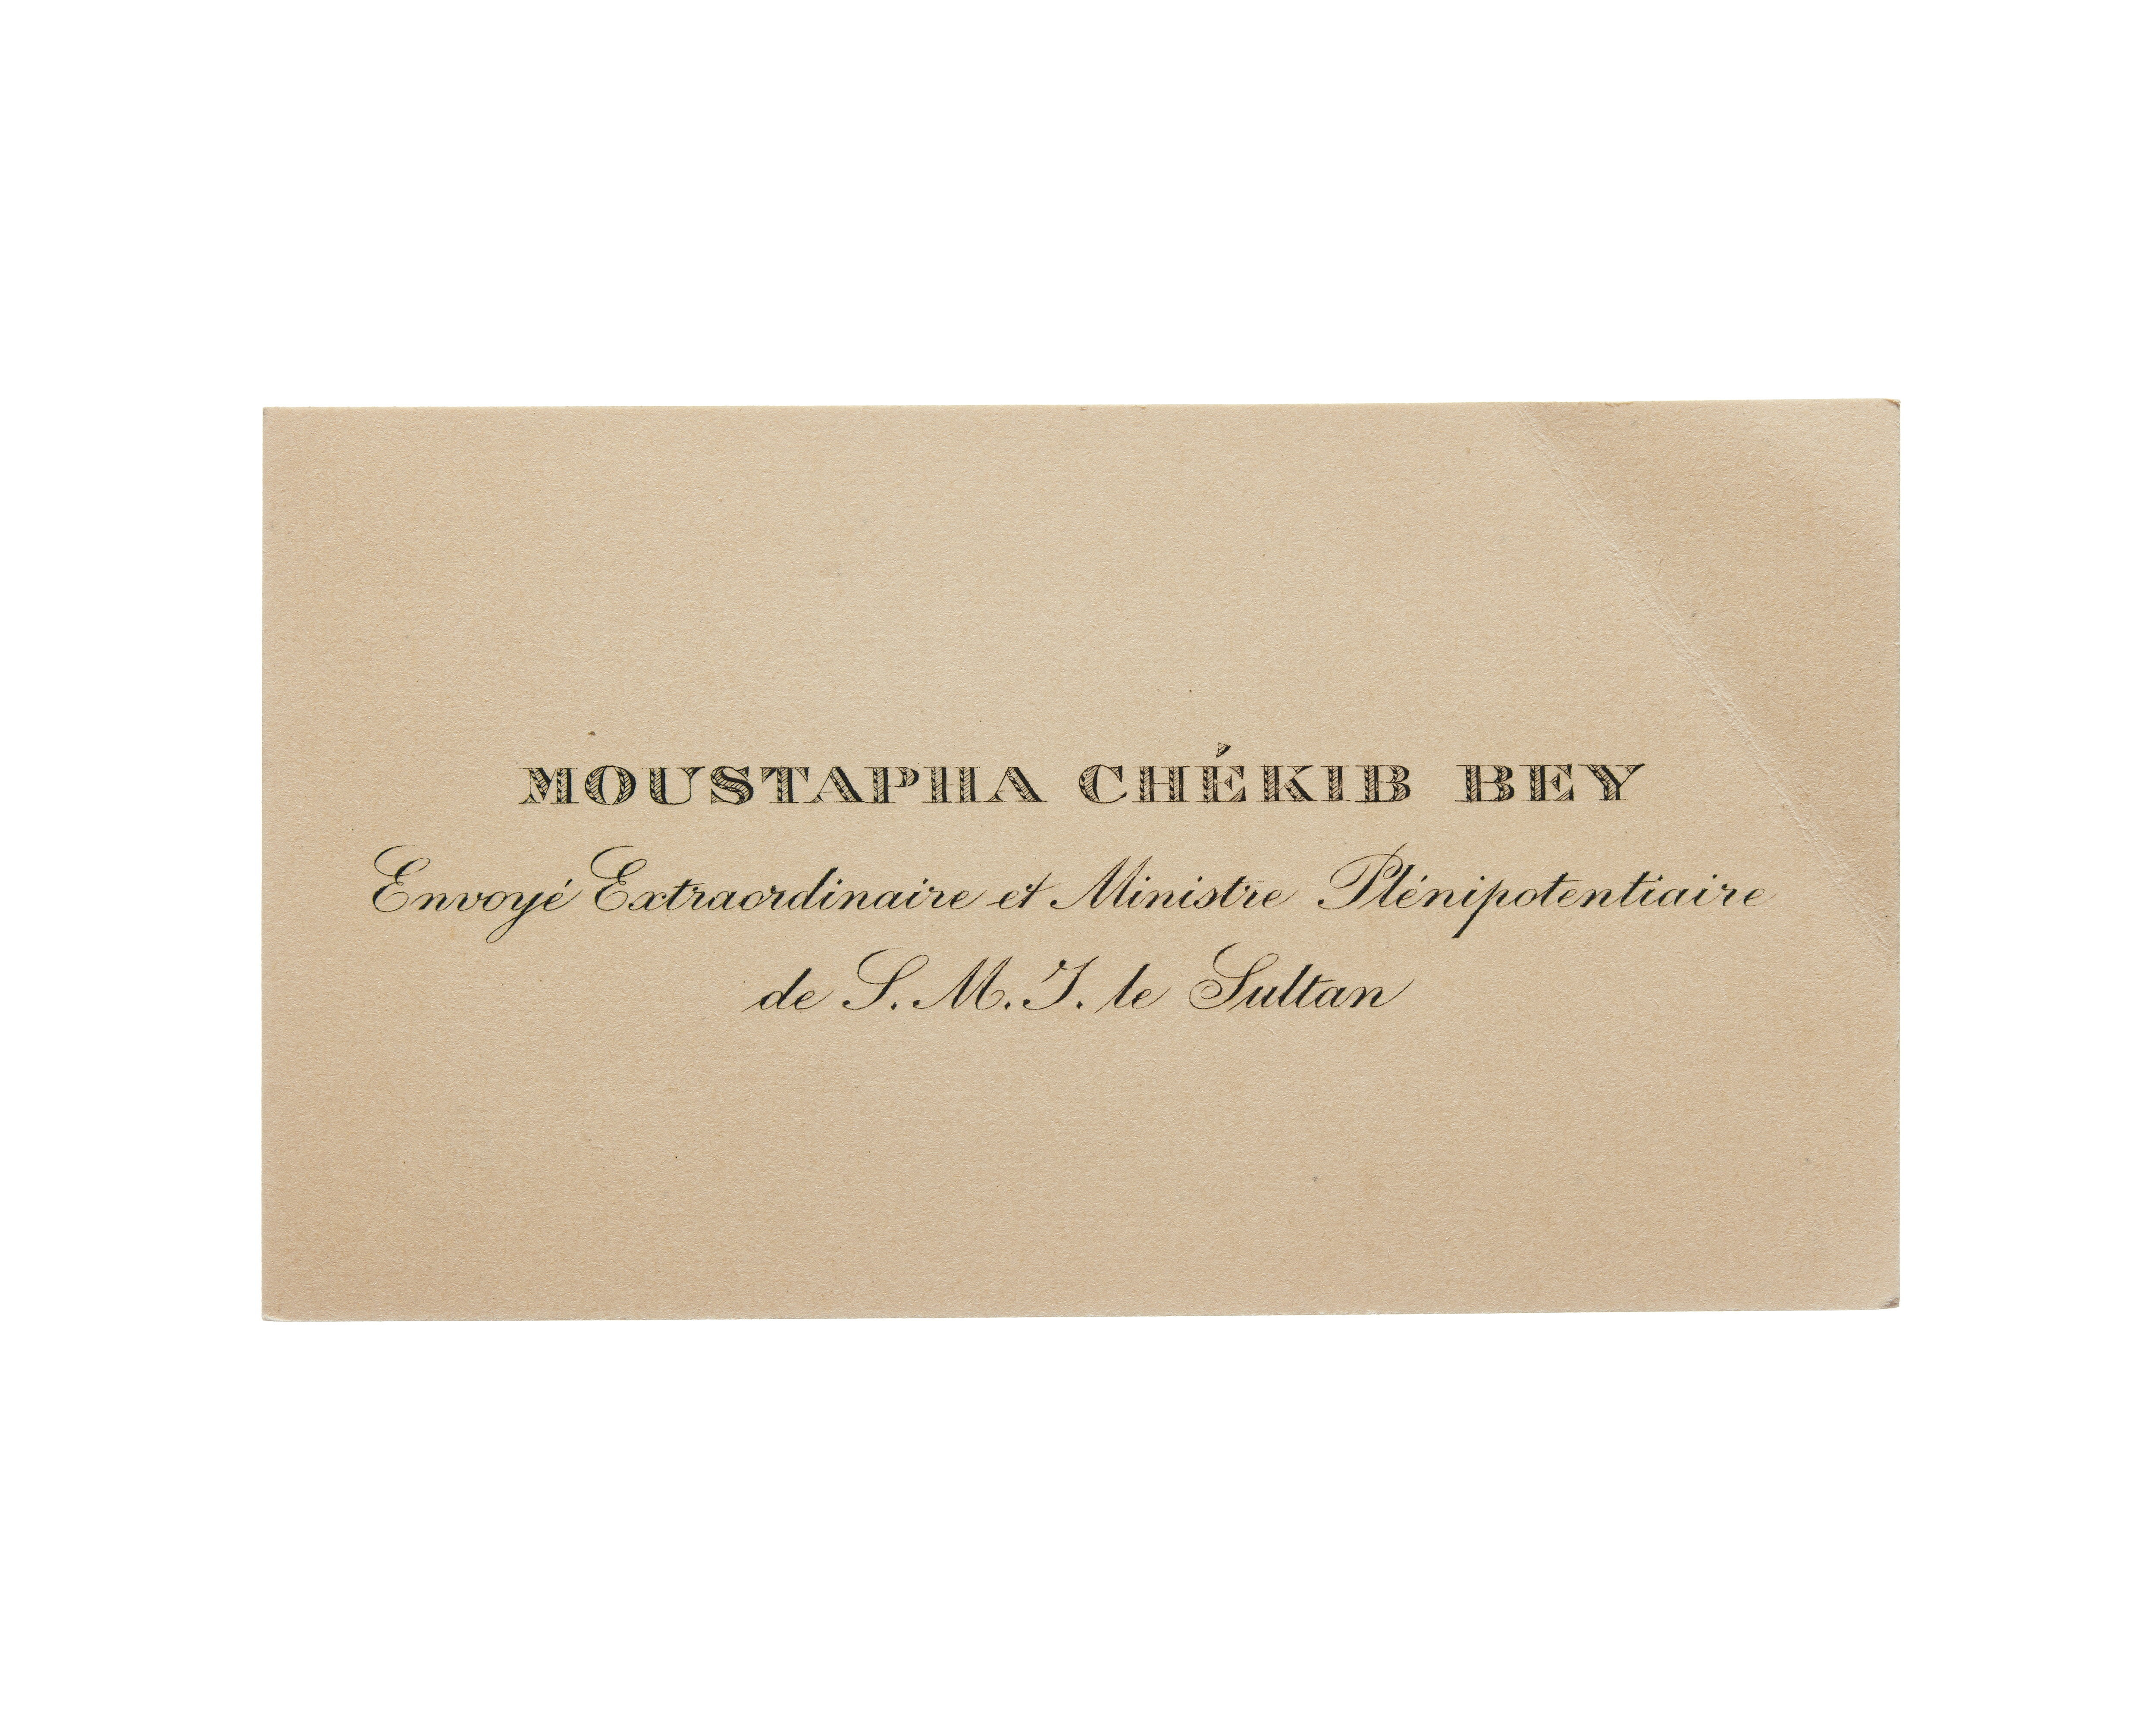 MOUSTAPHA CHÉKIB BEY
Envoyé Extraordinaire et Ministre Plénipotentiaire
de S. M. I. le Sultan